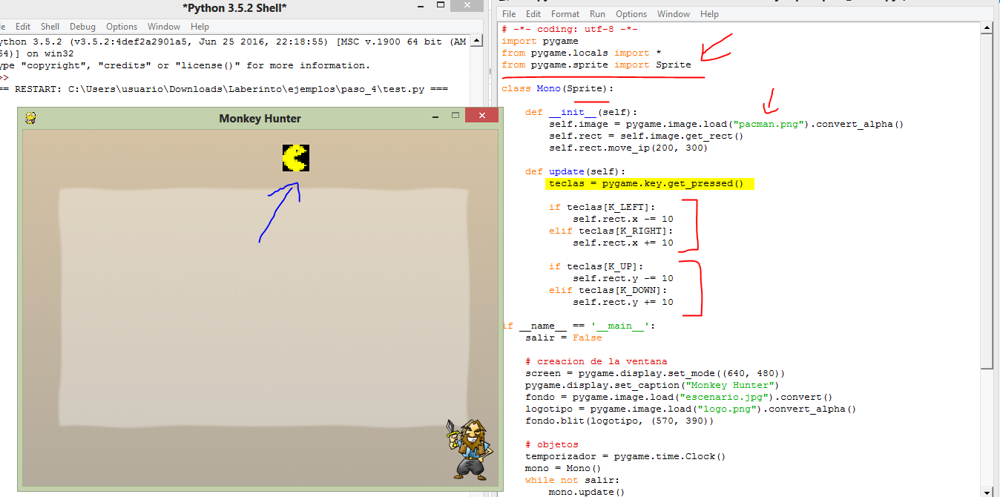 *Python 3.5.2 Shell*
Edit Shell Debug Options Window Help
ython 3.5.2 (v3.5.2:4def2a2901a5, Jun 25 2016, 22:18:55) [MSC v.1900 64 bit (AM
64)] on win32
ype "copyright", "credits" or "license()" for more information.
>>
== RESTART: C:\Users\usuario\Downloads\Laberinto\ejemplos\paso_4\test.py ===
Monkey Hunter
File Edit Format Run Options Window Help
# -*- coding: utf-8 -*-
import pygame
from pygame.locals import *
from pygame.sprite import Sprite
class Mono(Sprite):
def __init__(self):
self.image = pygame.image.load("pacman.png").convert_alpha()
self.rect = self.image.get_rect()
self.rect.move_ip(200, 300)
def update(self):
teclas = pygame.key.get_pressed()
if teclas[K_LEFT]:
self.rect.x -= 10
elif teclas[K_RIGHT]:
self.rect.x += 10
if teclas[K_UP]:
self.rect.y -= 10
elif teclas[K_DOWN]:
self.rect.y += 10
if __name__ == '__main__':
salir = False
# creacion de la ventana
screen = pygame.display.set_mode((640, 480))
pygame.display.set_caption("Monkey Hunter")
fondo = pygame.image.load("escenario.jpg").convert()
logotipo = pygame.image.load("logo.png").convert_alpha()
fondo.blit(logotipo, (570, 390))
# objetos
temporizador = pygame.time.Clock()
mono = Mono()
while not salir:
mono.update()